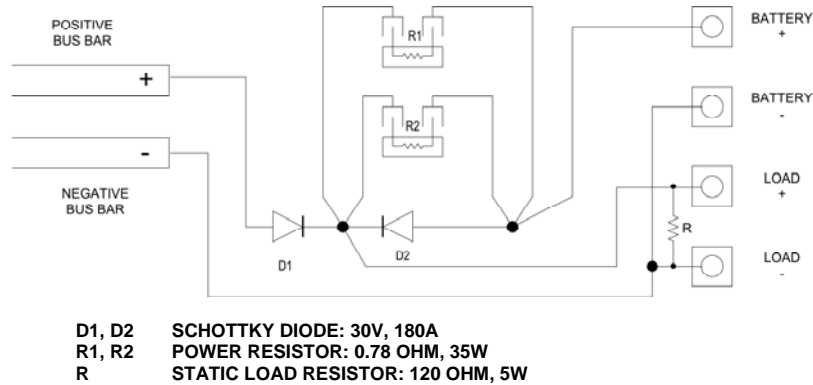 POSITIVE
BUS BAR
+
-
NEGATIVE
BUS BAR
R1
R2
D1
D2
R
BATTERY
+
BATTERY
-
LOAD
+
LOAD
-
D1, D2 SCHOTTKY DIODE: 30V, 180A
R1, R2 POWER RESISTOR: 0.78 OHM, 35W
R STATIC LOAD RESISTOR: 120 OHM, 5W